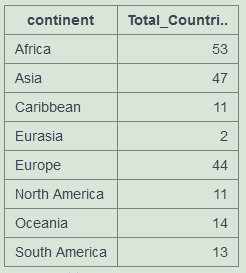 continent Total_Countri..
Africa 53
Asia 47
Caribbean 11
Eurasia 2
Europe 44
North America 11
Oceania 14
South America 13